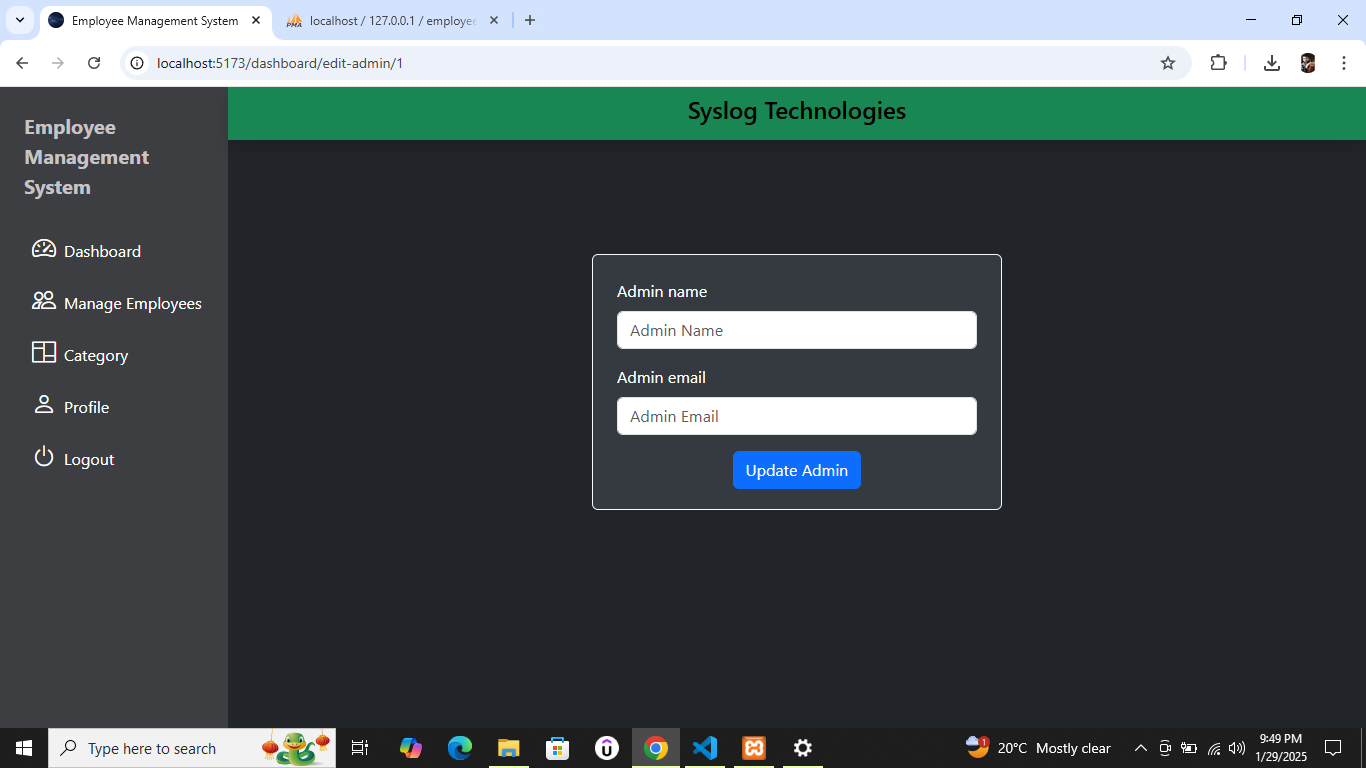 Employee Management System
localhost / 127.0.0.1 / employee
localhost:5173/dashboard/edit-admin/1
Employee
Management
System
Dashboard
Manage Employees
Category
Profile
Logout
Syslog Technologies
Admin name
Admin Name
Admin email
Admin Email
Update Admin
Type here to search
20°C Mostly clear
9:49 PM
1/29/2025